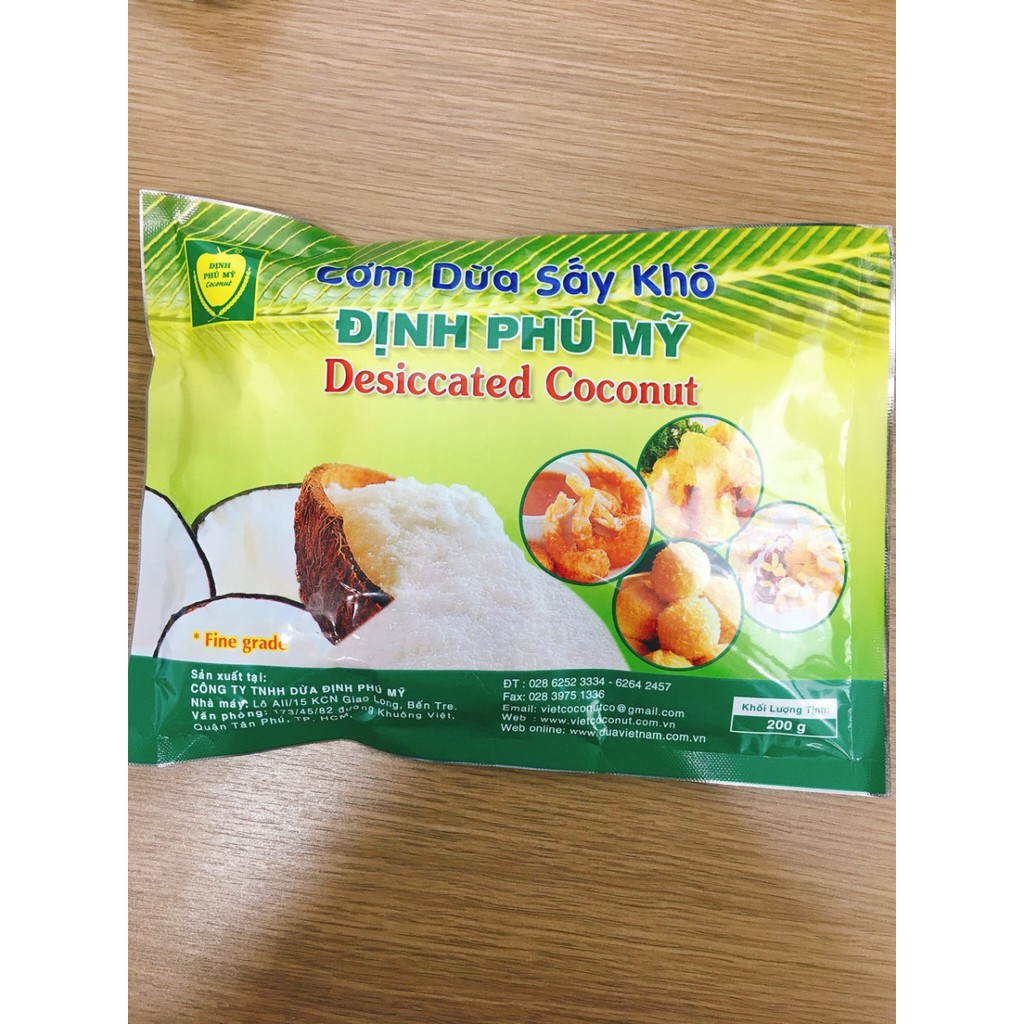 ĐỊNH
PHÚ MỸ
Coconut
Cơm Dừa Sấy Khô
ĐỊNH PHÚ MỸ
Desiccated Coconut
* Fine grade
Sản xuất tại:
CÔNG TY TNHH DỪA ĐỊNH PHÚ MỸ
Nhà máy: Lô AII/15 KCN Giao Long, Bến Tre.
Văn phòng: 173/45/82 đường Khuông Việt,
Quận Tân Phú, TP. HCM.
ĐT : 028 6252 3334 - 6264 2457
Fax: 028 3975 1336
Email: vietcoconutco@gmail.com
Web : www.vietcoconut.com.vn
Web online: www.duavietnam.com.vn
Khối Lượng Tịnh:
200 g